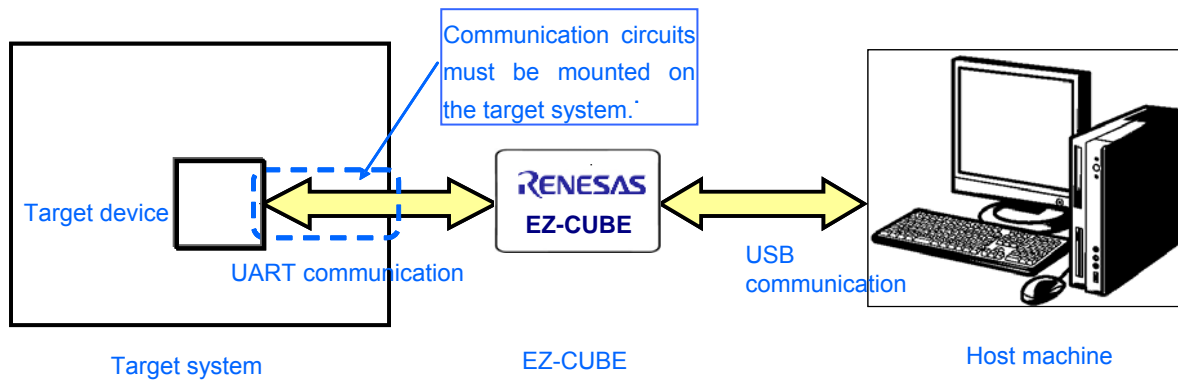 Communication circuits
must be mounted on
the target system.
Target device
RENESAS
EZ-CUBE
UART communication
USB
communication
Target system
EZ-CUBE
Host machine